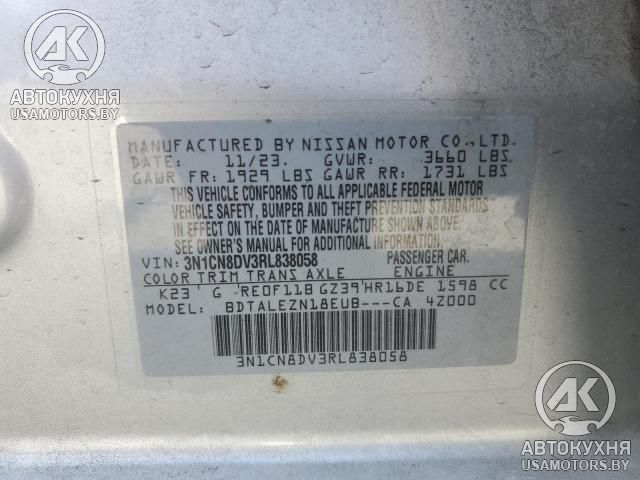 AK
АВТОКУХНЯ
USAMOTORS.BY
MANUFACTURED BY NISSAN MOTOR CO., LTD.
DATE: 11/23. GVWR: 3660 LBS
GAWR FR: 1929 LBS GAWR RR: 1731 LBS
THIS VEHICLE CONFORMS TO ALL APPLICABLE FEDERAL MOTOR
VEHICLE SAFETY, BUMPER AND THEFT PREVENTION STANDARDS
IN EFFECT ON THE DATE OF MANUFACTURE SHOWN ABOVE.
SEE OWNER'S MANUAL FOR ADDITIONAL INFORMATION
VIN: 3N1CN8DV3RL838058 PASSENGER CAR.
COLOR TRIM TRANS AXLE ENGINE
K23 G RE0F11B GZ39 HR16DE 1598 CC
MODEL: BDTALEZN18EUB---CA 4Z000
3N1CN8DV3RL838058
AK
АВТОКУХНЯ
USAMOTORS.BY